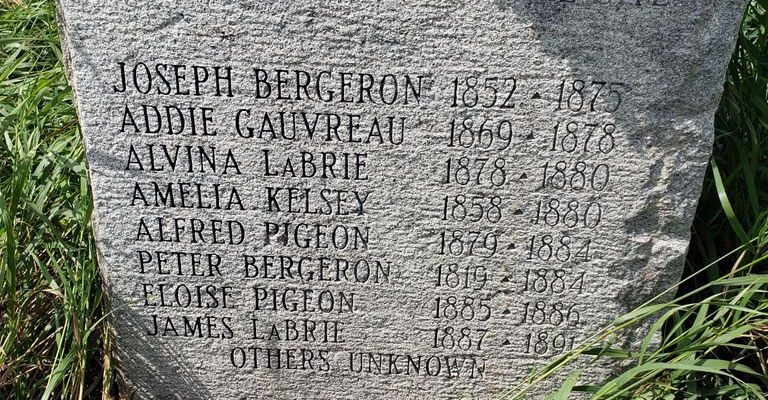 JOSEPH BERGERON 1852 - 1875
ADDIE GAUVREAU 1869 - 1878
ALVINA LABRIE 1878 - 1880
AMELIA KELSEY 1858 - 1880
ALFRED PIGEON 1879 - 1884
PETER BERGERON 1819 - 1884
ELOISE PIGEON 1885 - 1886
JAMES LABRIE 1887 - 1891
OTHERS UNKNOWN